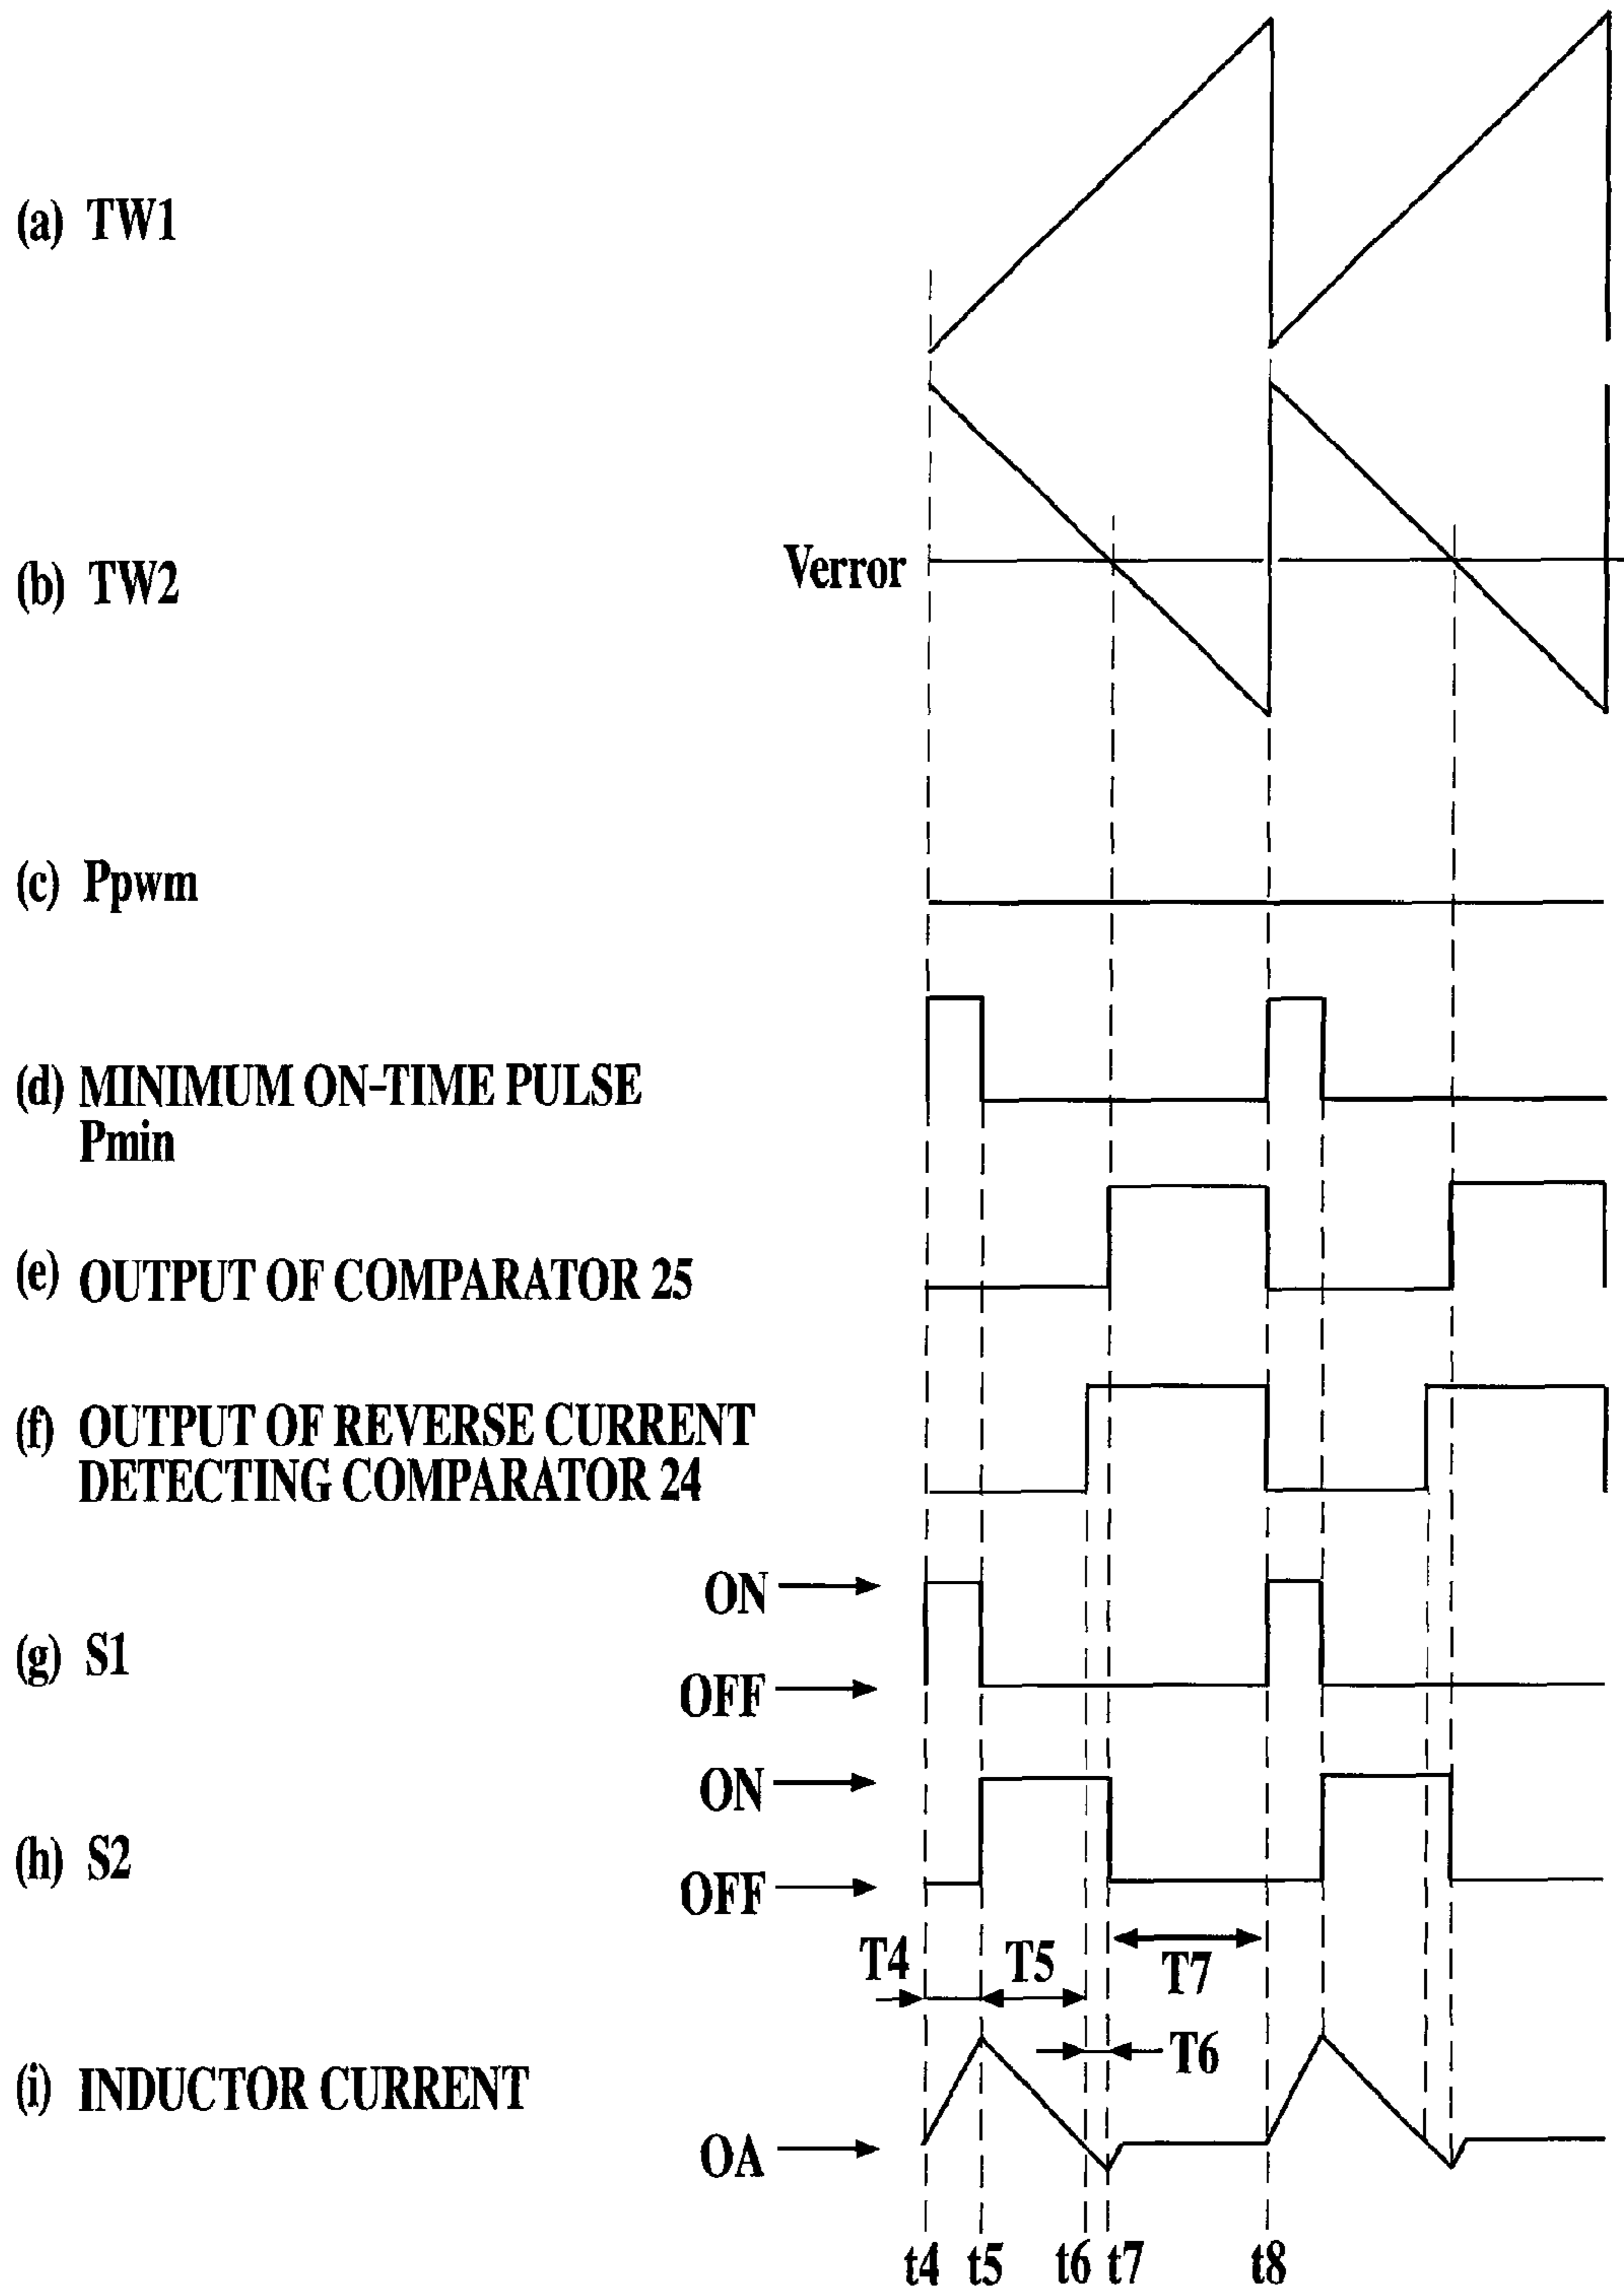 (a) TW1
Verror
(b) TW2
(c) Ppwm
(d) MINIMUM ON-TIME PULSE
Pmin
(e) OUTPUT OF COMPARATOR 25
(f) OUTPUT OF REVERSE CURRENT
DETECTING COMPARATOR 24
ON
(g) S1
OFF
ON
(h) S2
OFF
T4 T5 T7
T6
(i) INDUCTOR CURRENT
OA
t4 t5 t6 t7 t8